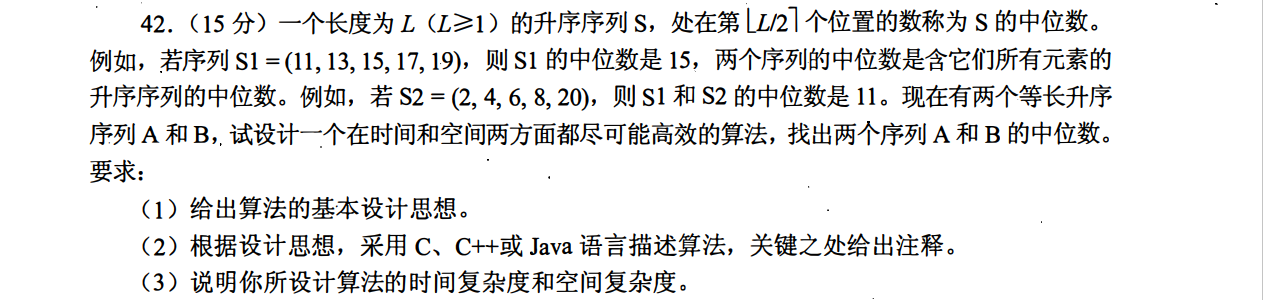 42.（15 分）一个长度为 L（L≥1）的升序序列 S，处在第⌊L/2⌉个位置的数称为 S 的中位数。
例如，若序列 S1 = (11, 13, 15, 17, 19)，则 S1 的中位数是 15，两个序列的中位数是含它们所有元素的
升序序列的中位数。例如，若 S2 = (2, 4, 6, 8, 20)，则 S1 和 S2 的中位数是 11。现在有两个等长升序
序列 A 和 B，试设计一个在时间和空间两方面都尽可能高效的算法，找出两个序列 A 和 B 的中位数。
要求：
（1）给出算法的基本设计思想。
（2）根据设计思想，采用 C、C++或 Java 语言描述算法，关键之处给出注释。
（3）说明你所设计算法的时间复杂度和空间复杂度。